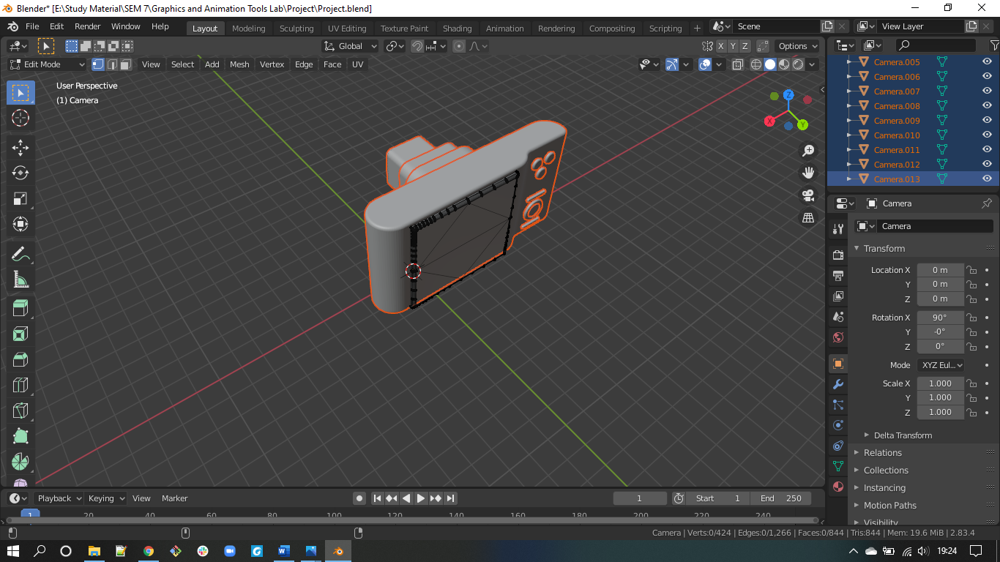 Blender* [E:\Study Material\SEM 7\Graphics and Animation Tools Lab\Project\Project.blend]
File Edit Render Window Help Layout Modeling Sculpting UV Editing Texture Paint Shading Animation Rendering Compositing Scripting Scene View Layer
Global X Y Z Options
Edit Mode View Select Add Mesh Vertex Edge Face UV
User Perspective
(1) Camera
Z
X
Y
Camera.005
Camera.006
Camera.007
Camera.008
Camera.009
Camera.010
Camera.011
Camera.012
Camera.013
Camera
Camera
Transform
Location X 0 m
Y 0 m
Z 0 m
Rotation X 90°
Y -0°
Z 0°
Mode XYZ Eul...
Scale X 1.000
Y 1.000
Z 1.000
Delta Transform
Relations
Collections
Instancing
Motion Paths
Visibility
Playback Keying View Marker 1 Start 1 End 250
1 20 40 60 80 100 120 140 160 180 200 220 240
Camera | Verts:0/424 | Edges:0/1,266 | Faces:0/844 | Tris:844 | Mem: 19.6 MiB | 2.83.4
19:24